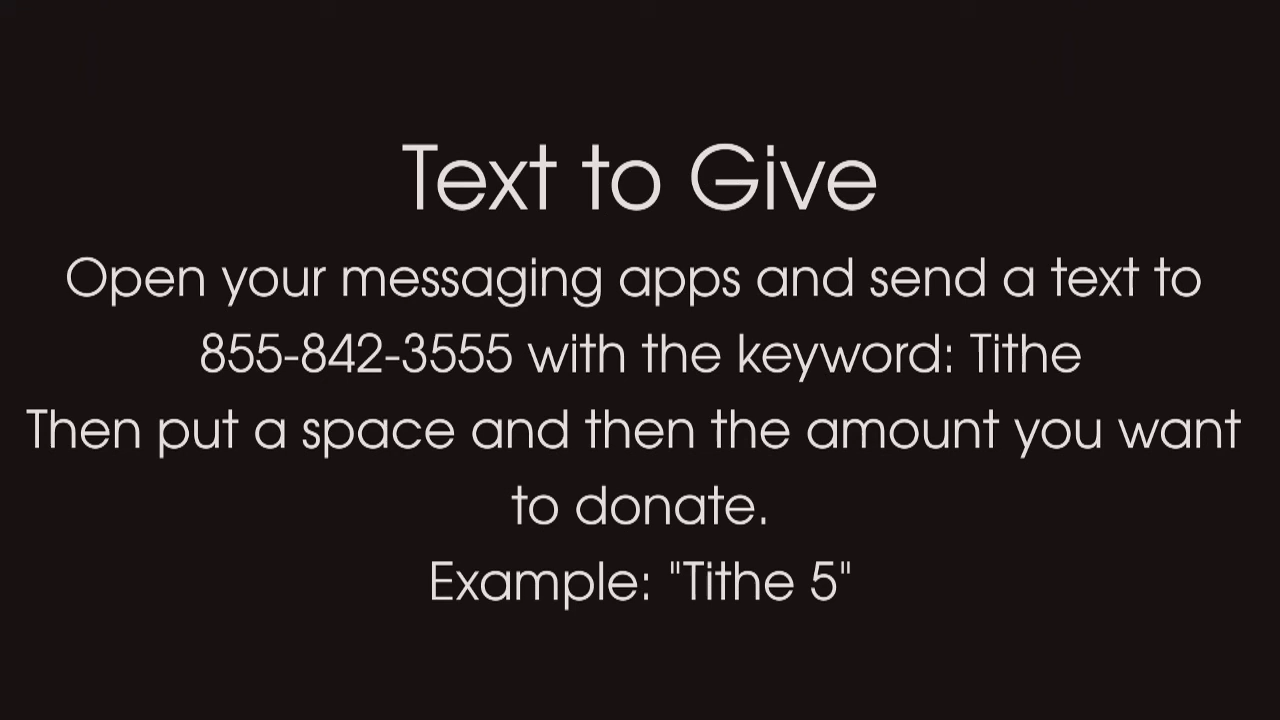 Text to Give
Open your messaging apps and send a text to
855-842-3555 with the keyword: Tithe
Then put a space and then the amount you want
to donate.
Example: "Tithe 5"